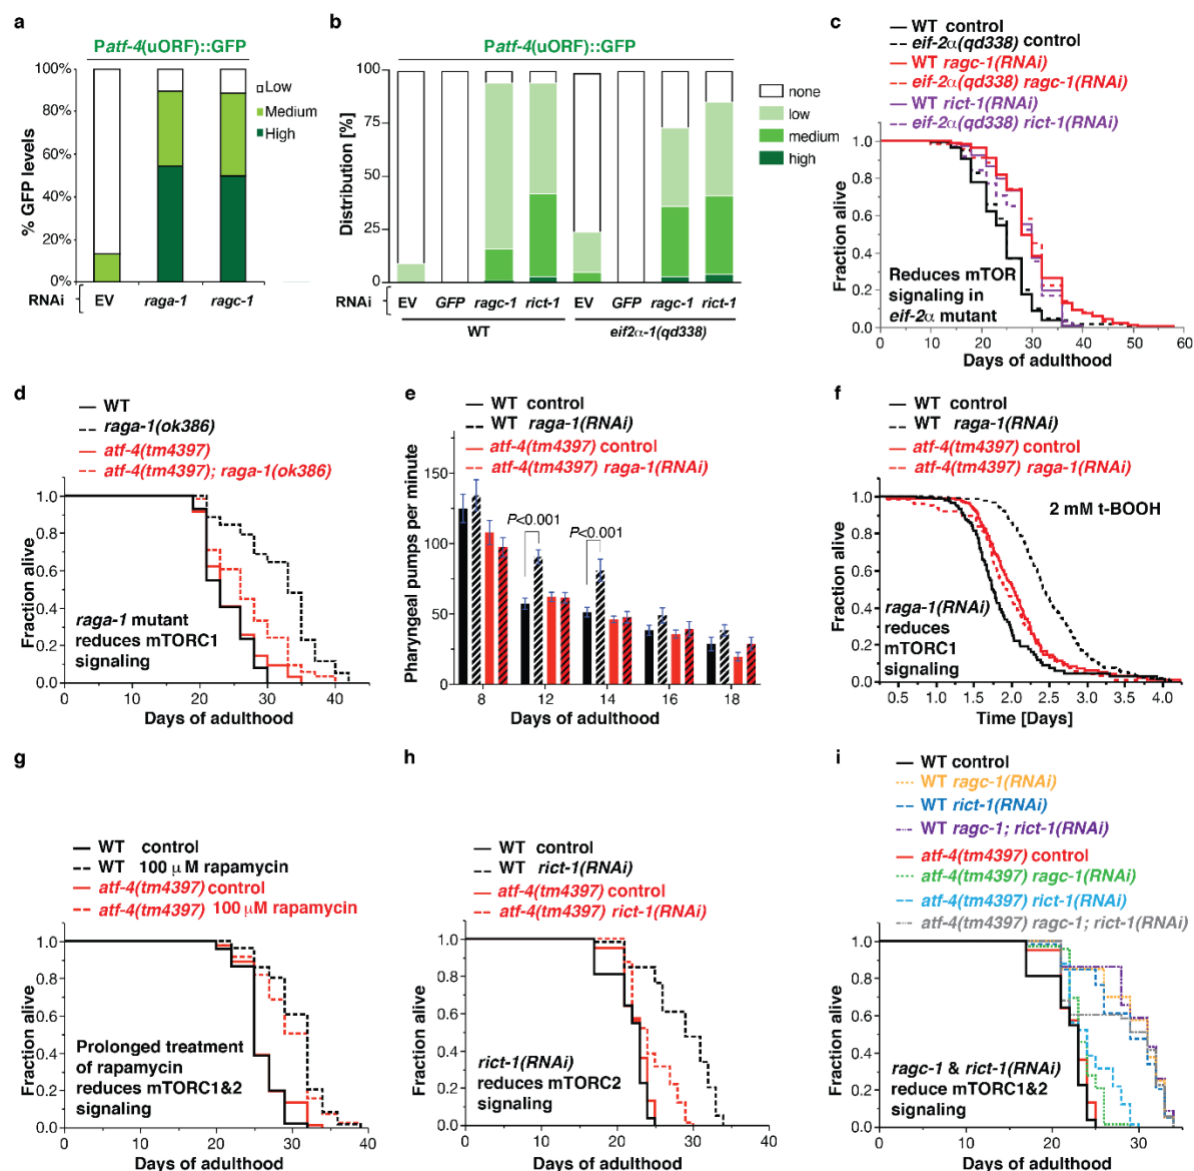 a
Patf-4(uORF)::GFP
100%
80%
60%
40%
20%
0%
% GFP levels
Low
Medium
High
RNAi
EV
raga-1
ragc-1
b
Patf-4(uORF)::GFP
100
75
50
25
0
Distribution [%]
none
low
medium
high
RNAi
EV
GFP
ragc-1
rict-1
EV
GFP
ragc-1
rict-1
WT
eif2α-1(qd338)
c
WT control
eif-2α(qd338) control
WT ragc-1(RNAi)
eif-2α(qd338) ragc-1(RNAi)
WT rict-1(RNAi)
eif-2α(qd338) rict-1(RNAi)
1.0
0.8
0.6
0.4
0.2
0.0
Fraction alive
Reduces mTOR
signaling in
eif-2α mutant
0
10
20
30
40
50
60
Days of adulthood
d
WT
raga-1(ok386)
atf-4(tm4397)
atf-4(tm4397); raga-1(ok386)
1.0
0.8
0.6
0.4
0.2
0.0
Fraction alive
raga-1 mutant
reduces mTORC1
signaling
0
10
20
30
40
Days of adulthood
e
WT control
WT raga-1(RNAi)
atf-4(tm4397) control
atf-4(tm4397) raga-1(RNAi)
150
100
50
0
Pharyngeal pumps per minute
P<0.001
P<0.001
8
12
14
16
18
Days of adulthood
f
WT control
WT raga-1(RNAi)
atf-4(tm4397) control
atf-4(tm4397) raga-1(RNAi)
1.0
0.8
0.6
0.4
0.2
0.0
Fraction alive
2 mM t-BOOH
raga-1(RNAi)
reduces
mTORC1
signaling
0.5
1.0
1.5
2.0
2.5
3.0
3.5
4.0
Time [Days]
g
WT control
WT 100 μM rapamycin
atf-4(tm4397) control
atf-4(tm4397) 100μM rapamycin
1.0
0.8
0.6
0.4
0.2
0.0
Fraction alive
Prolonged treatment
of rapamycin
reduces mTORC1&2
signaling
0
10
20
30
40
Days of adulthood
h
WT control
WT rict-1(RNAi)
atf-4(tm4397) control
atf-4(tm4397) rict-1(RNAi)
1.0
0.8
0.6
0.4
0.2
0.0
Fraction alive
rict-1(RNAi)
reduces mTORC2
signaling
0
10
20
30
40
Days of adulthood
i
WT control
WT ragc-1(RNAi)
WT rict-1(RNAi)
WT ragc-1; rict-1(RNAi)
atf-4(tm4397) control
atf-4(tm4397) ragc-1(RNAi)
atf-4(tm4397) rict-1(RNAi)
atf-4(tm4397) ragc-1; rict-1(RNAi)
1.0
0.8
0.6
0.4
0.2
0.0
Fraction alive
ragc-1 & rict-1(RNAi)
reduce mTORC1&2
signaling
0
10
20
30
Days of adulthood